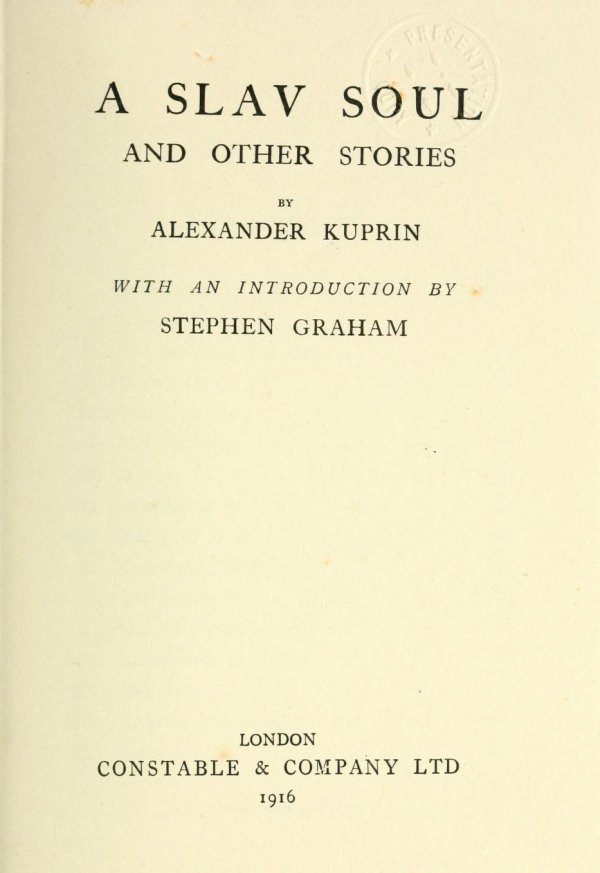 PRESENTA
A SLAV SOUL
AND OTHER STORIES
BY
ALEXANDER KUPRIN
WITH AN INTRODUCTION BY
STEPHEN GRAHAM
LONDON
CONSTABLE & COMPANY LTD
1916